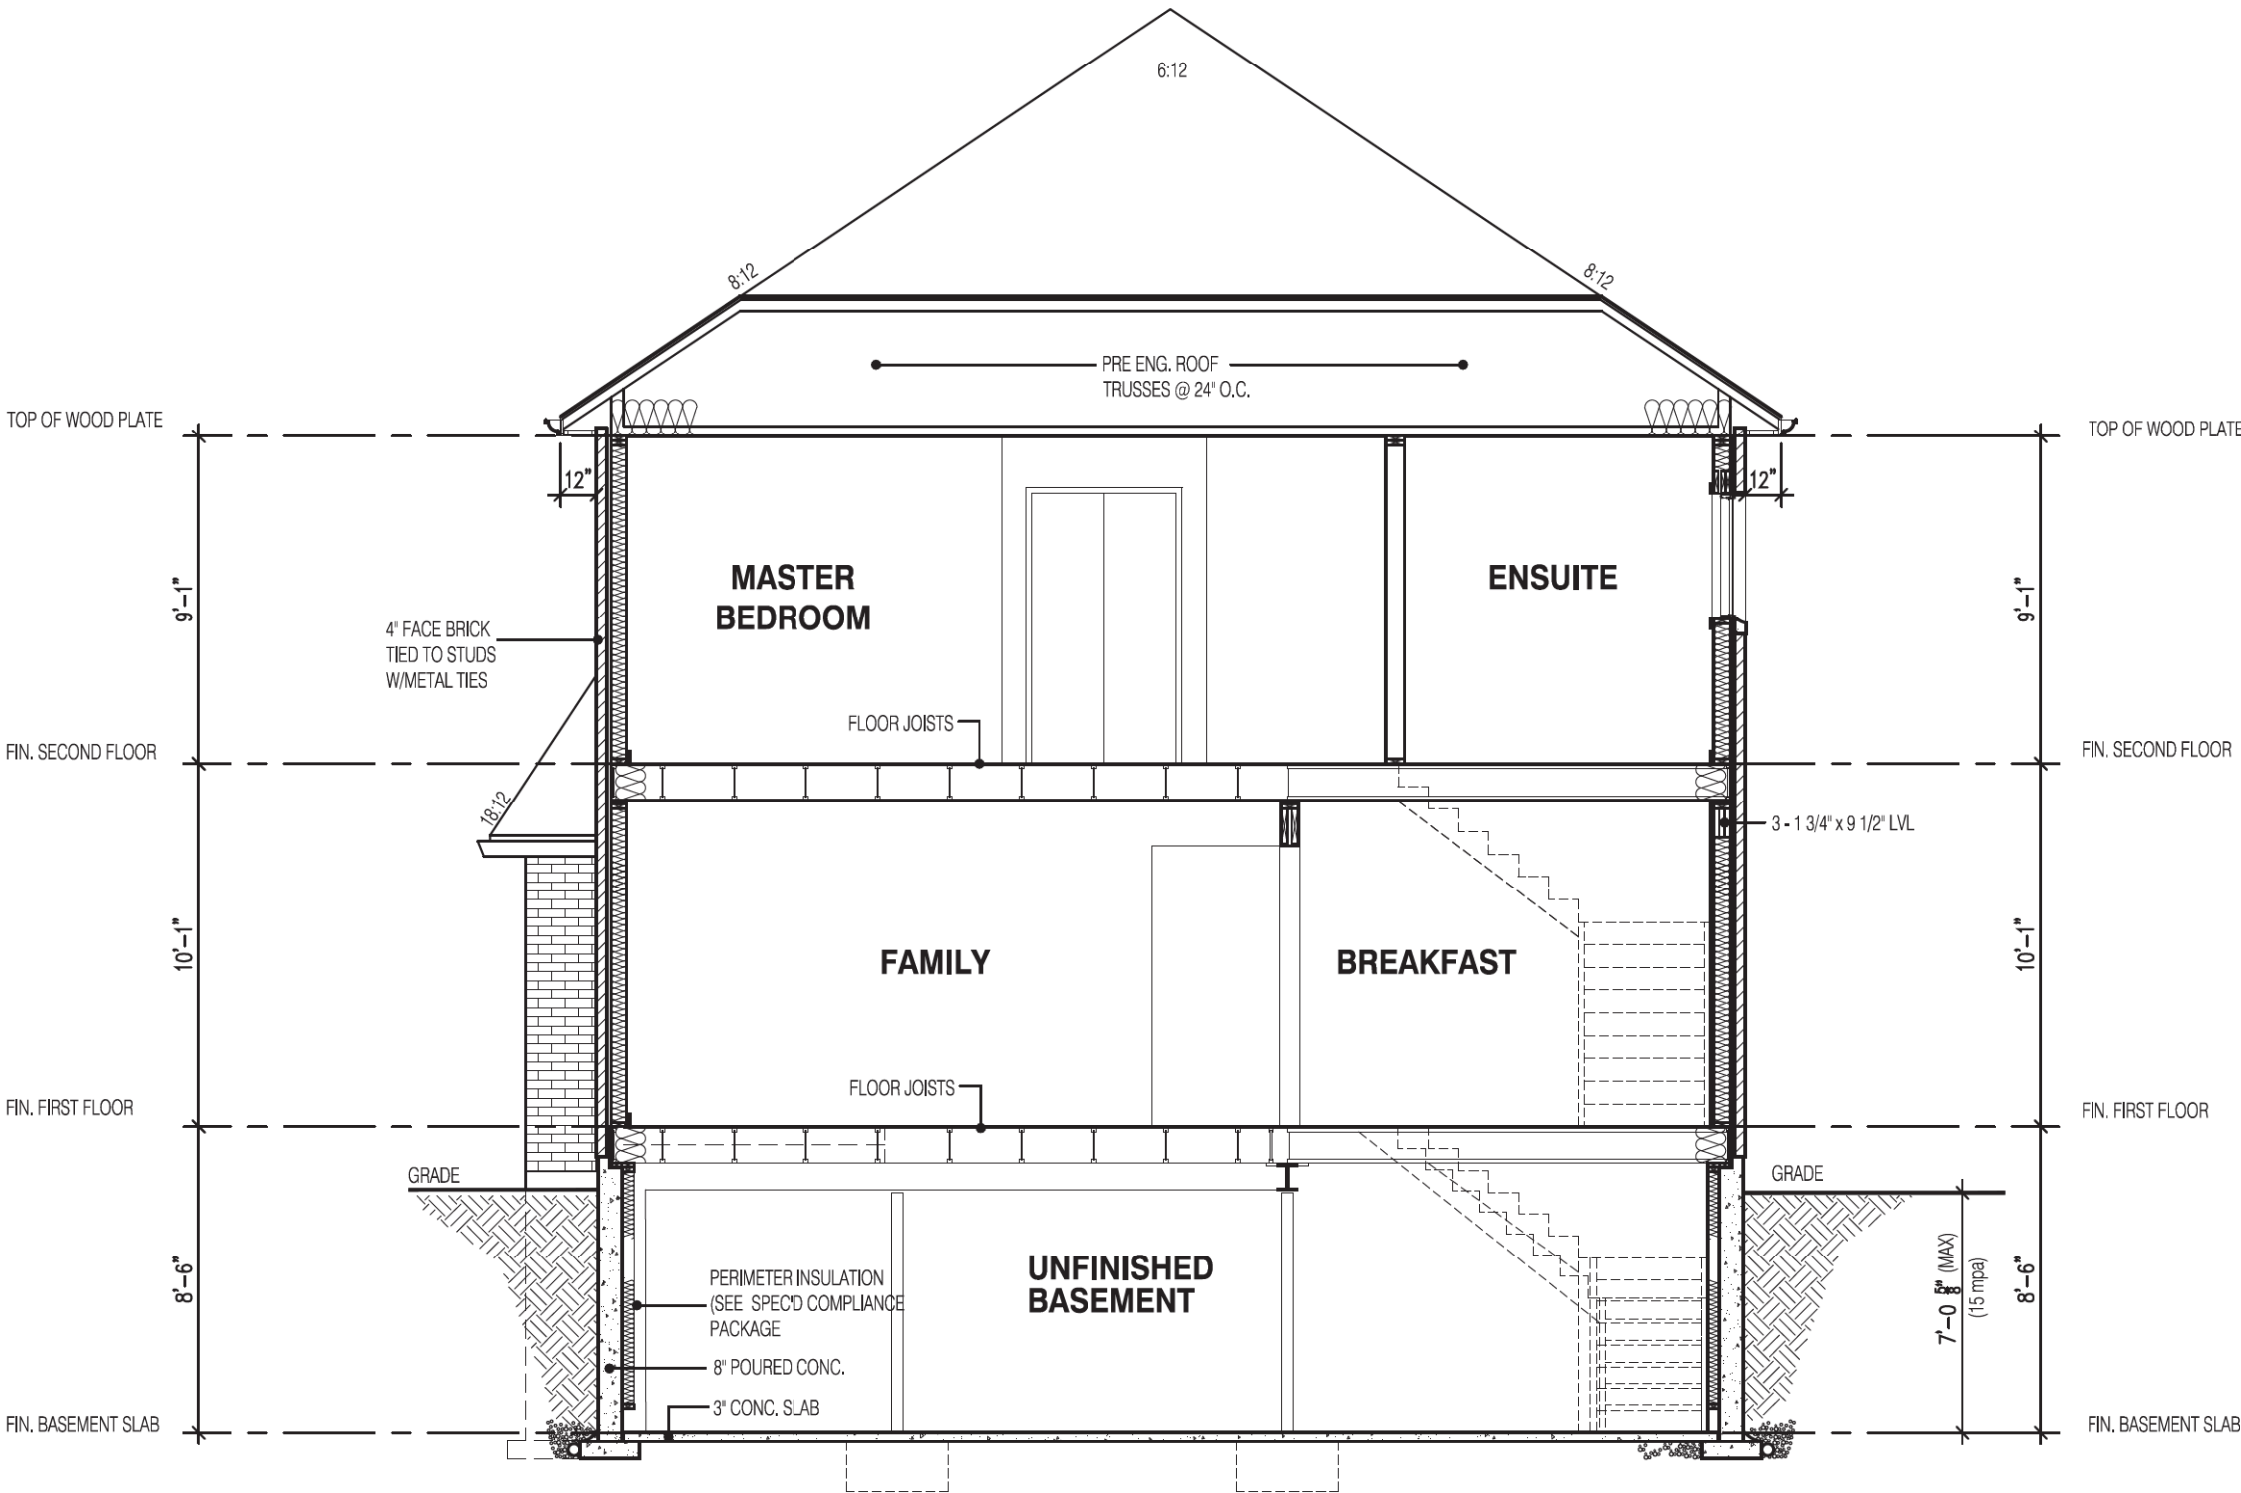 6:12
8:12
8:12
PRE ENG. ROOF
TRUSSES @ 24" O.C.
TOP OF WOOD PLATE
TOP OF WOOD PLATE
12"
12"
MASTER
BEDROOM
ENSUITE
9'-1"
9'-1"
4" FACE BRICK
TIED TO STUDS
W/METAL TIES
FLOOR JOISTS
FIN. SECOND FLOOR
FIN. SECOND FLOOR
18:12
3 - 1 3/4" x 9 1/2" LVL
10'-1"
10'-1"
FAMILY
BREAKFAST
FLOOR JOISTS
FIN. FIRST FLOOR
FIN. FIRST FLOOR
GRADE
GRADE
8'-6"
8'-6"
7'-0 5/8" (MAX)
(15 mpa)
UNFINISHED
BASEMENT
PERIMETER INSULATION
(SEE SPEC'D COMPLIANCE
PACKAGE
8" POURED CONC.
3" CONC. SLAB
FIN. BASEMENT SLAB
FIN. BASEMENT SLAB